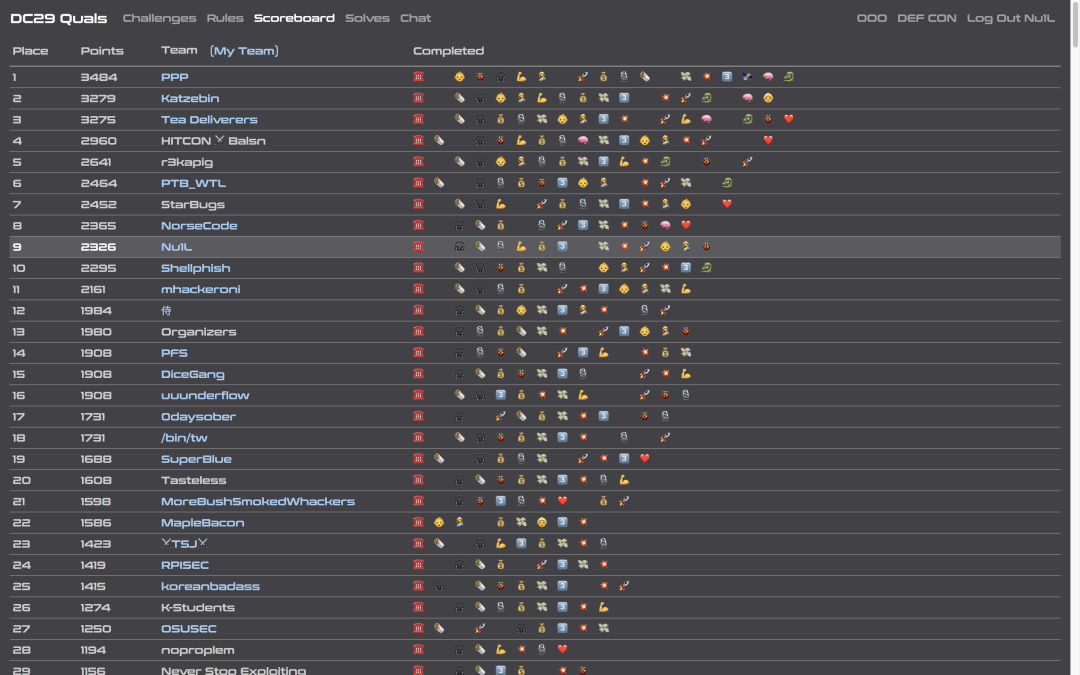 DC29 Quals Challenges Rules Scoreboard Solves Chat OOO DEF CON Log Out Nu1L
Place Points Team (My Team) Completed
1 3484 PPP
2 3279 Katzebin
3 3275 Tea Deliverers
4 2960 HITCON ⚔ Balsn
5 2641 r3kapig
6 2464 PTB_WTL
7 2452 StarBugs
8 2365 NorseCode
9 2326 Nu1L
10 2295 Shellphish
11 2161 mhackeroni
12 1984 侍
13 1980 Organizers
14 1908 PFS
15 1908 DiceGang
16 1908 uuunderflow
17 1731 0daysober
18 1731 /bin/tw
19 1688 SuperBlue
20 1608 Tasteless
21 1598 MoreBushSmokedWhackers
22 1586 MapleBacon
23 1423 ⚔TSJ⚔
24 1419 RPISEC
25 1415 koreanbadass
26 1274 K-Students
27 1250 OSUSEC
28 1194 noproplem
29 1156 Never Stop Exploiting